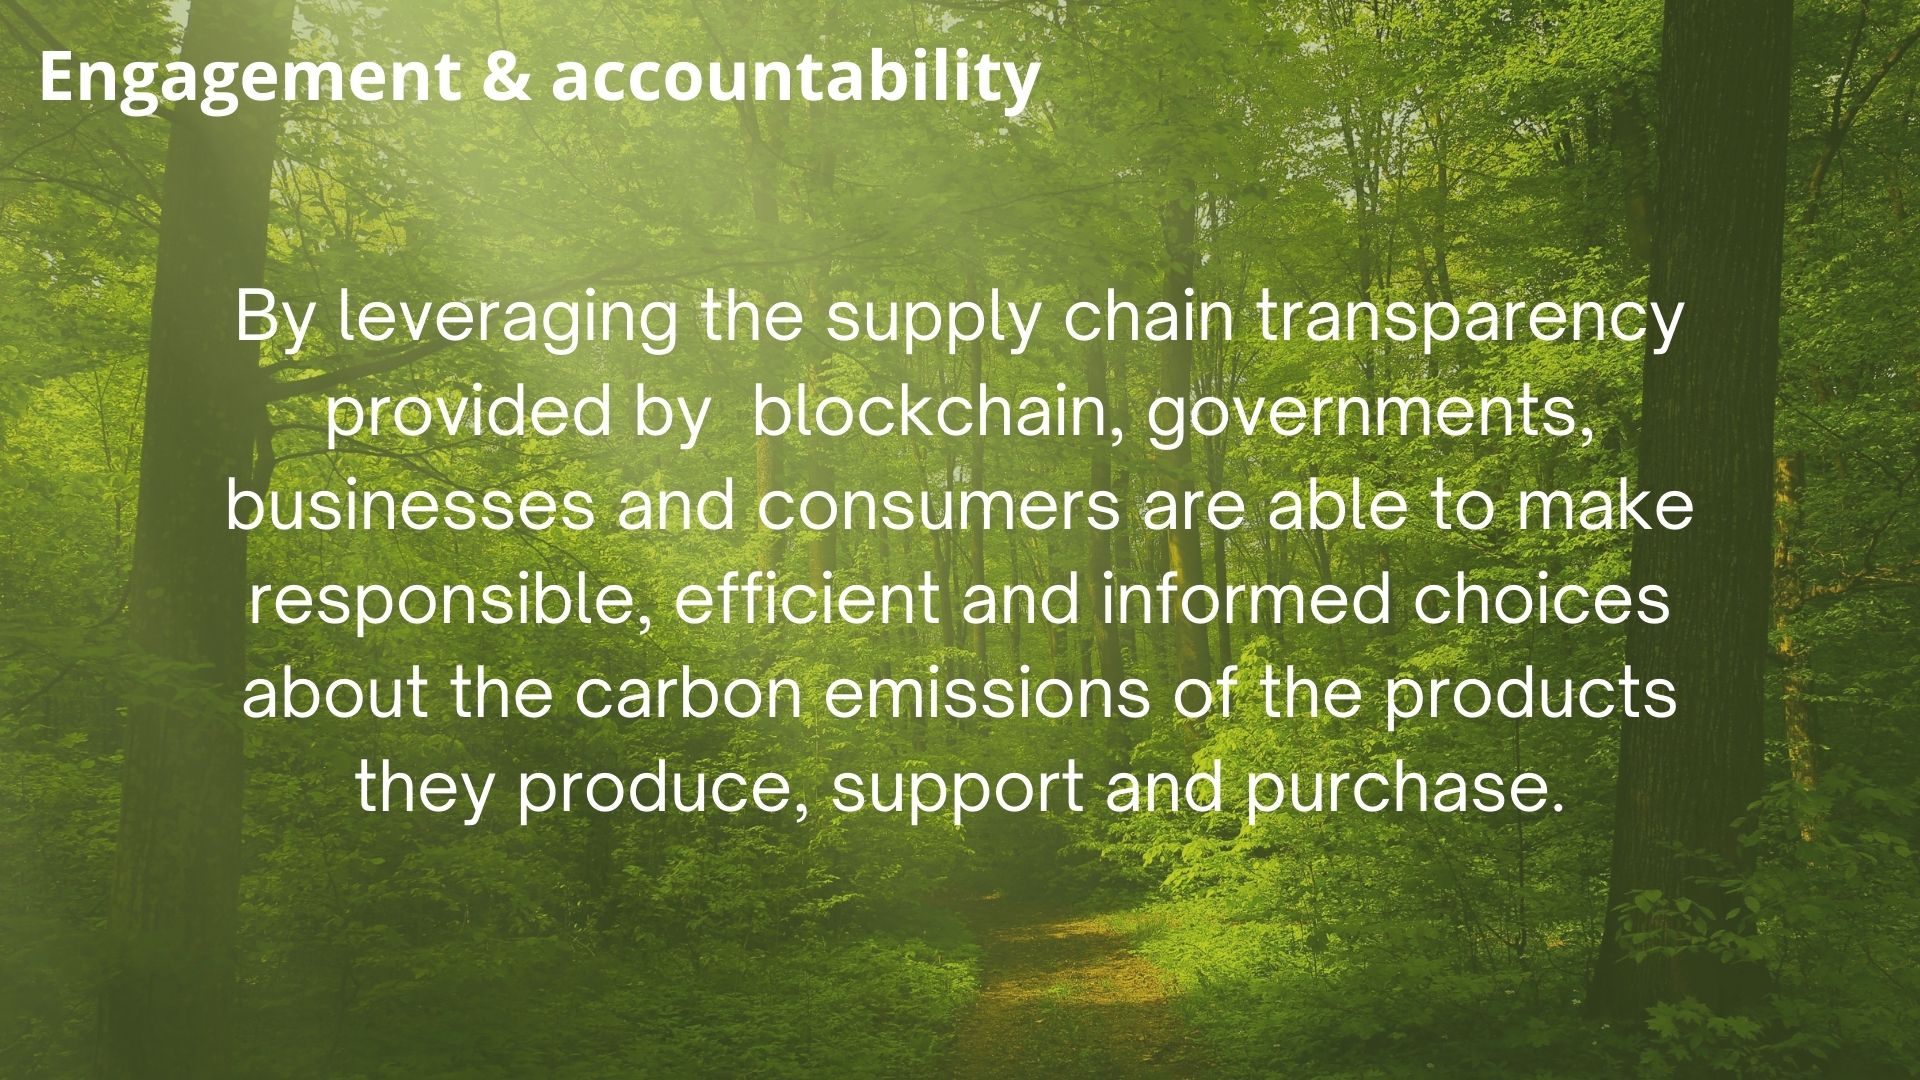 Engagement & accountability
By leveraging the supply chain transparency
provided by  blockchain, governments,
businesses and consumers are able to make
responsible, efficient and informed choices
about the carbon emissions of the products
they produce, support and purchase.